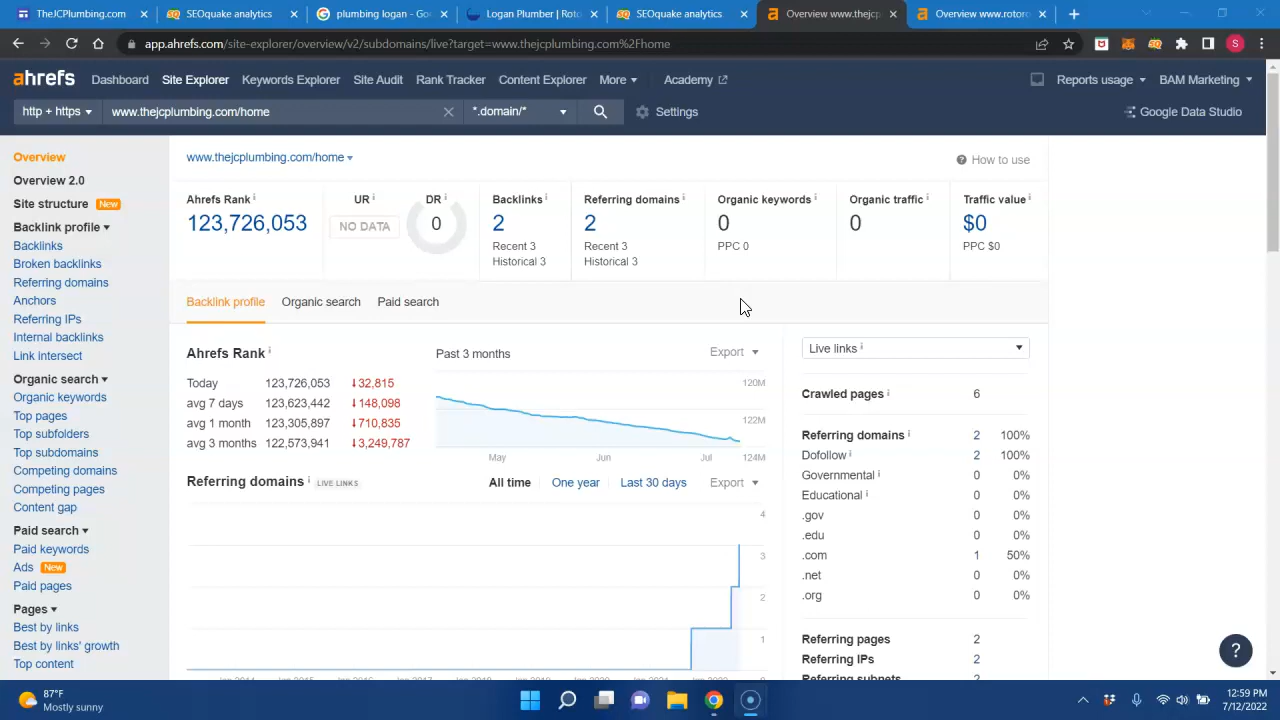 TheJCPlumbing.com
SEOquake analytics
plumbing logan - Go
Logan Plumber | Roto
SEOquake analytics
Overview www.thejc
Overview www.rotoro
app.ahrefs.com/site-explorer/overview/v2/subdomains/live?target=www.thejcplumbing.com%2Fhome
S
ahrefs Dashboard Site Explorer Keywords Explorer Site Audit Rank Tracker Content Explorer More Academy Reports usage BAM Marketing
http + https www.thejcplumbing.com/home *.domain/* Settings Google Data Studio
Overview
Overview 2.0
Site structure New
Backlink profile
Backlinks
Broken backlinks
Referring domains
Anchors
Referring IPs
Internal backlinks
Link intersect
Organic search
Organic keywords
Top pages
Top subfolders
Top subdomains
Competing domains
Competing pages
Content gap
Paid search
Paid keywords
Ads New
Paid pages
Pages
Best by links
Best by links' growth
Top content
www.thejcplumbing.com/home
? How to use
Ahrefs Rank i UR i DR i Backlinks i Referring domains i Organic keywords i Organic traffic i Traffic value i
123,726,053 NO DATA 0 2 2 0 0 $0
Recent 3 Recent 3 PPC 0 PPC $0
Historical 3 Historical 3
Backlink profile Organic search Paid search
Ahrefs Rank i Past 3 months Export
Today 123,726,053 ↓32,815
avg 7 days 123,623,442 ↓148,098
avg 1 month 123,305,897 ↓710,835
avg 3 months 122,573,941 ↓3,249,787
120M
122M
124M
May Jun Jul
Referring domains i LIVE LINKS All time One year Last 30 days Export
4
3
2
1
Live links i
Crawled pages i 6
Referring domains i 2 100%
Dofollow i 2 100%
Governmental i 0 0%
Educational i 0 0%
.gov 0 0%
.edu 0 0%
.com 1 50%
.net 0 0%
.org 0 0%
Referring pages 2
Referring IPs 2
Referring subnets 2
?
87°F
Mostly sunny
12:59 PM
7/12/2022